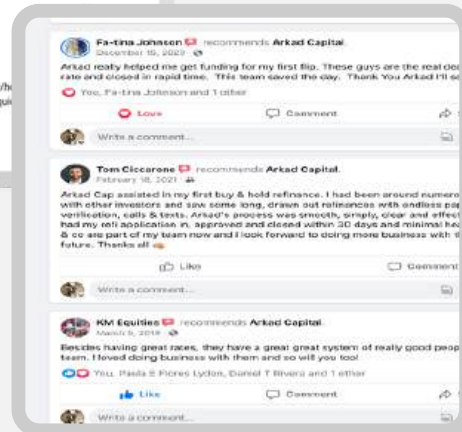 Fa-tina Johnson recommends Arkad Capital.
December 15, 2020
Arkad really helped me get funding for my first flip. These guys are the real dea
rate and closed in rapid time. This team saved the day. Thank You Arkad I'll se
You, Fa-tina Johnson and 1 other
Love Comment
Write a comment...
Tom Ciccarone recommends Arkad Capital.
February 18, 2021
Arkad Cap assisted in my first buy & hold refinance. I had been around numero
with other investors and saw some long, drawn out refinances with endless pap
verification, calls & texts. Arkad's process was smooth, simply, clear and effect
had my refi application in, approved and closed within 30 days and minimal hea
& co are part of my team now and I look forward to doing more business with t
future. Thanks all
Like Comment
Write a comment...
KM Equities recommends Arkad Capital.
March 5, 2019
Besides having great rates, they have a great great system of really good peop
team. I loved doing business with them and so will you too!
You, Paula E Flores Lydon, Daniel T Rivera and 1 other
Like Comment
Write a comment...